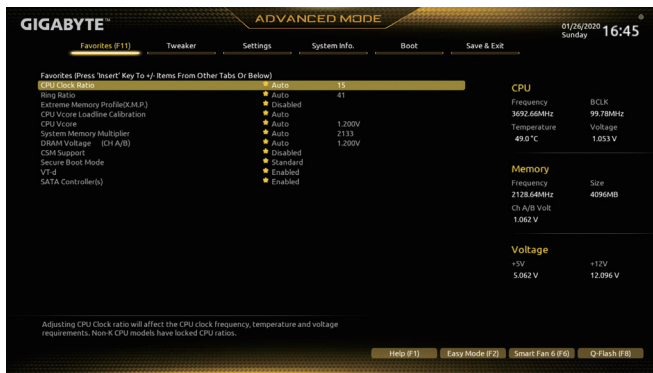 GIGABYTE™
ADVANCED MODE
01/26/2020
Sunday
16:45
Favorites (F11) Tweaker Settings System Info. Boot Save & Exit
Favorites (Press 'Insert' Key To +/- Items From Other Tabs Or Below)
CPU Clock Ratio Auto 15
Ring Ratio Auto 41
Extreme Memory Profile(X.M.P.) Disabled
CPU Vcore Loadline Calibration Auto
CPU Vcore Auto 1.200V
System Memory Multiplier Auto 2133
DRAM Voltage (CH A/B) Auto 1.200V
CSM Support Disabled
Secure Boot Mode Standard
VT-d Enabled
SATA Controller(s) Enabled
CPU
Frequency BCLK
3692.66MHz 99.78MHz
Temperature Voltage
49.0 °C 1.053 V
Memory
Frequency Size
2128.64MHz 4096MB
Ch A/B Volt
1.062 V
Voltage
+5V +12V
5.062 V 12.096 V
Adjusting CPU Clock ratio will affect the CPU clock frequency, temperature and voltage
requirements. Non-K CPU models have locked CPU ratios.
Help (F1) Easy Mode (F2) Smart Fan 6 (F6) Q-Flash (F8)